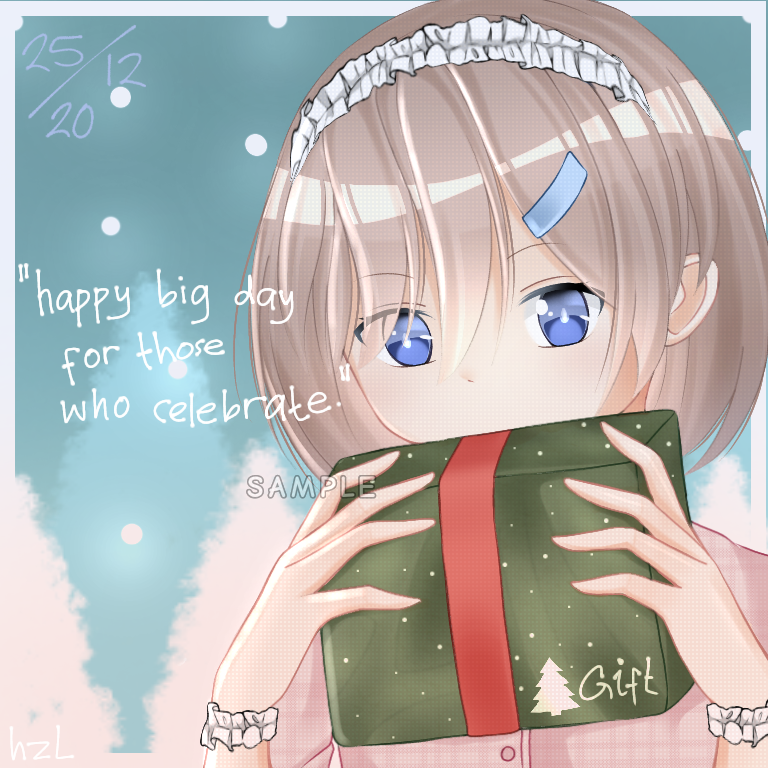 25/12
/20
"happy big day
for those
who celebrate."
SAMPLE
Gift
hzL